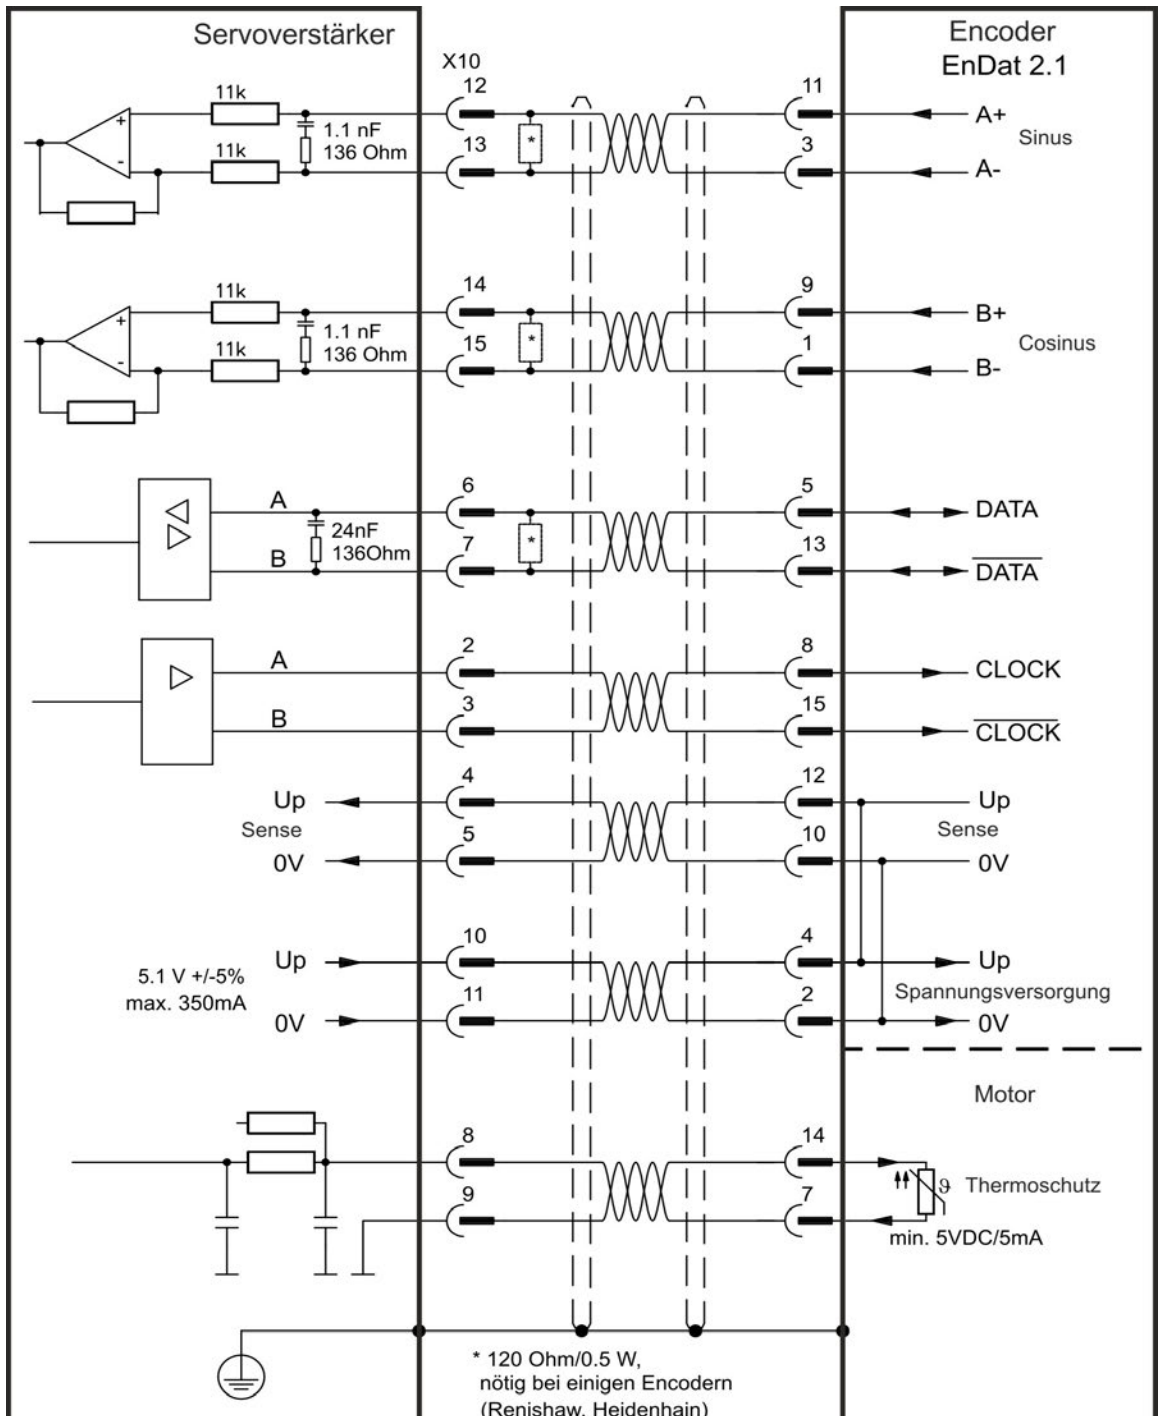 Servoverstärker
Encoder
EnDat 2.1
X10
11k
12
11
A+
+
1.1 nF
136 Ohm
*
Sinus
11k
13
3
A-
-
11k
14
9
B+
+
1.1 nF
136 Ohm
*
Cosinus
11k
15
1
B-
-
A
6
5
DATA
24nF
136Ohm
*
B
7
13
DATA
A
2
8
CLOCK
B
3
15
CLOCK
Up
4
12
Up
Sense
Sense
0V
5
10
0V
Up
10
4
Up
5.1 V +/-5%
max. 350mA
Spannungsversorgung
0V
11
2
0V
Motor
8
14
ϑ Thermoschutz
9
7
min. 5VDC/5mA
* 120 Ohm/0.5 W,
nötig bei einigen Encodern
(Renishaw, Heidenhain)